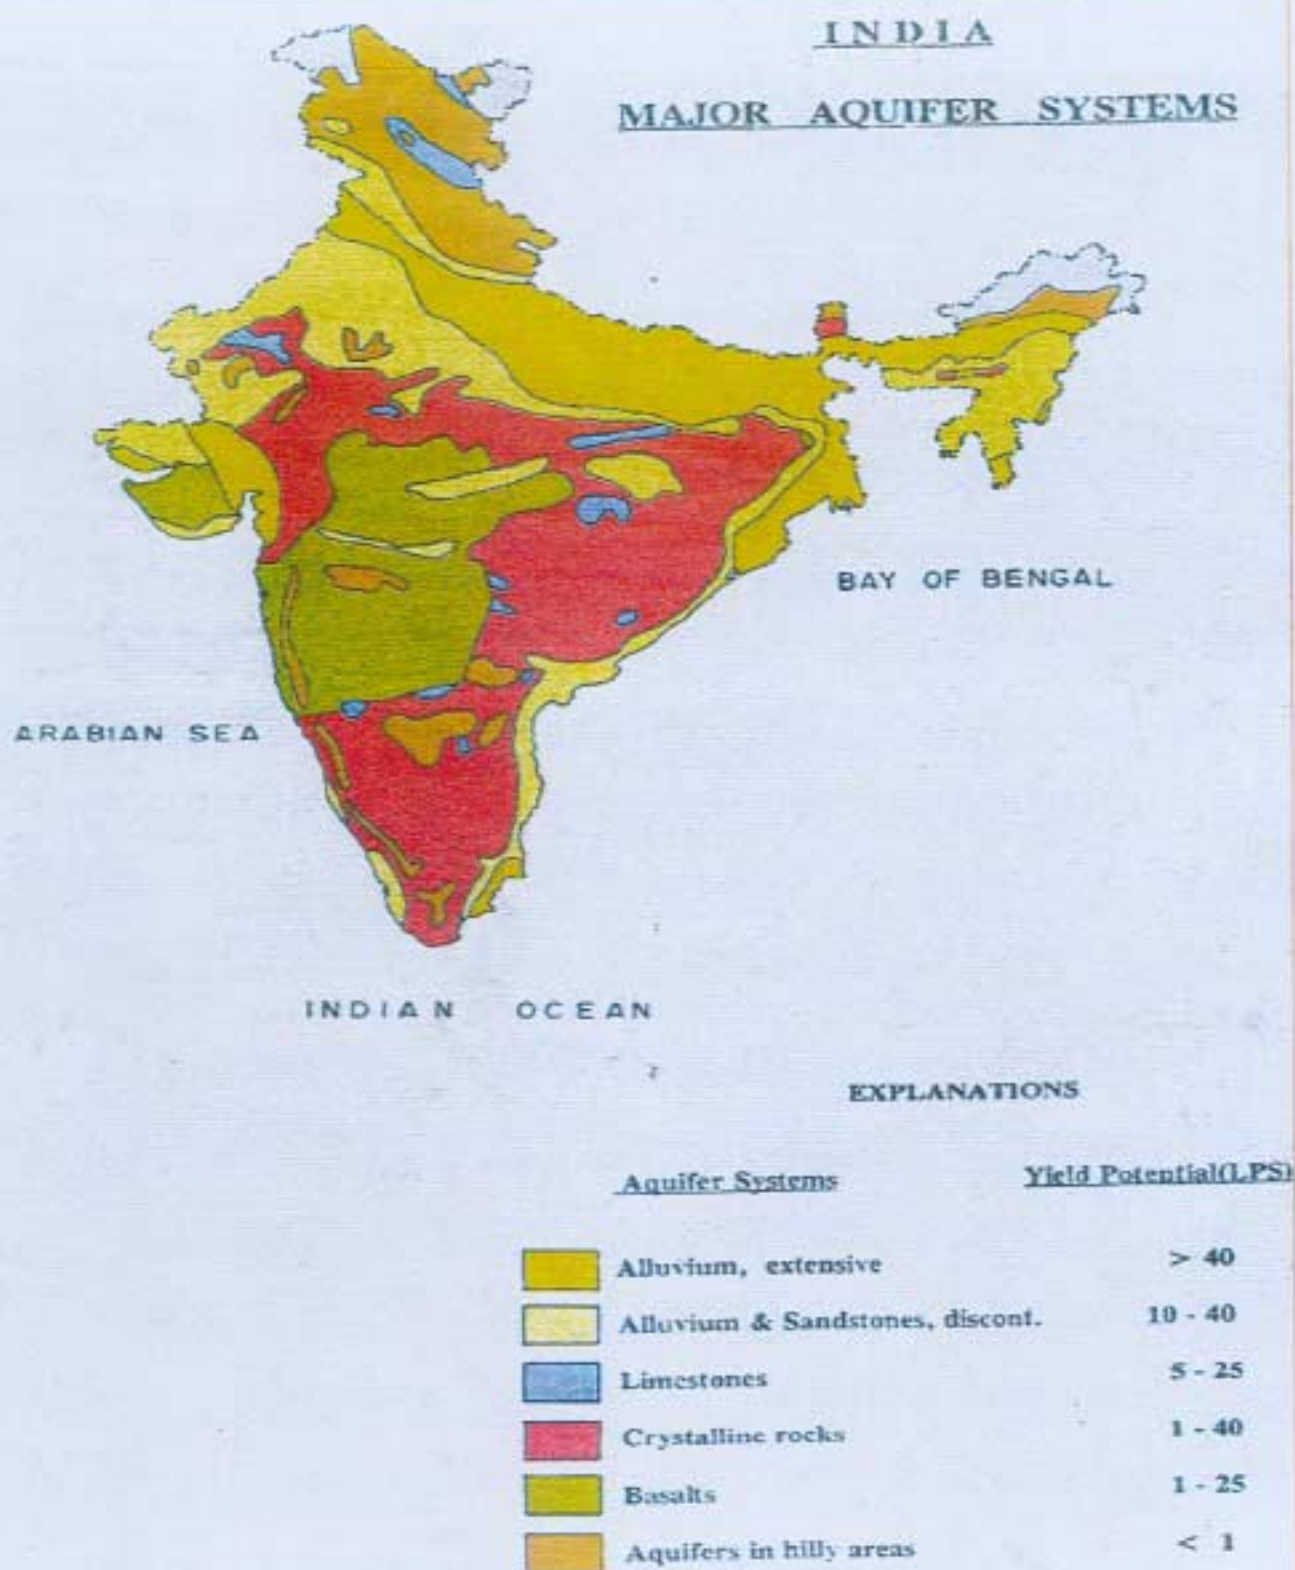 INDIA
MAJOR AQUIFER SYSTEMS
BAY OF BENGAL
ARABIAN SEA
INDIAN OCEAN
EXPLANATIONS
Aquifer Systems Yield Potential(LPS)
Alluvium, extensive > 40
Alluvium & Sandstones, discont. 10 - 40
Limestones 5 - 25
Crystalline rocks 1 - 40
Basalts 1 - 25
Aquifers in hilly areas < 1